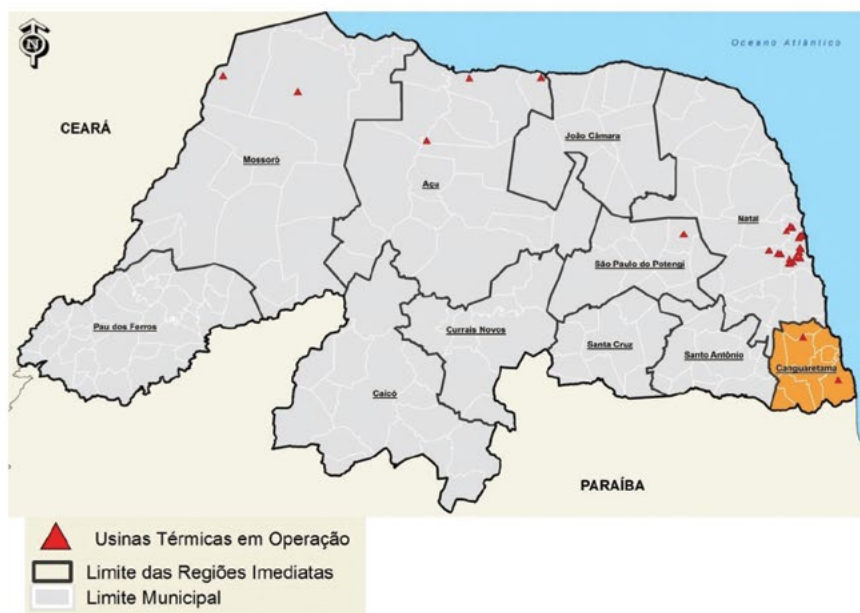 N
Oceano Atlântico
CEARÁ
João Câmara
Mossoró
Açu
Natal
São Paulo do Potengi
Pau dos Ferros
Currais Novos
Santa Cruz
Santo Antônio
Canguaretama
Caicó
PARAÍBA
Usinas Térmicas em Operação
Limite das Regiões Imediatas
Limite Municipal